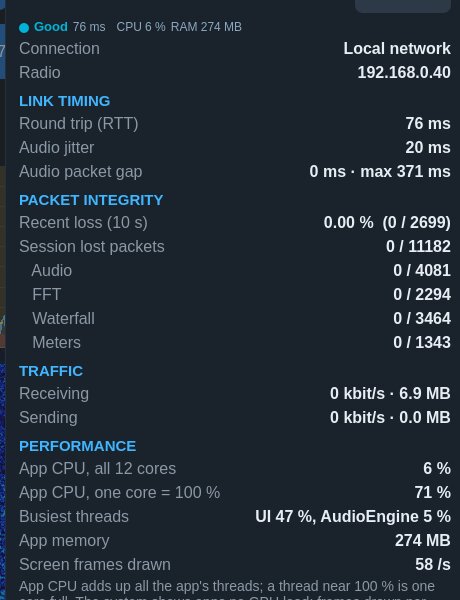 Good 76 ms CPU 6 % RAM 274 MB
Connection Local network
Radio 192.168.0.40
LINK TIMING
Round trip (RTT) 76 ms
Audio jitter 20 ms
Audio packet gap 0 ms · max 371 ms
PACKET INTEGRITY
Recent loss (10 s) 0.00 % (0 / 2699)
Session lost packets 0 / 11182
Audio 0 / 4081
FFT 0 / 2294
Waterfall 0 / 3464
Meters 0 / 1343
TRAFFIC
Receiving 0 kbit/s · 6.9 MB
Sending 0 kbit/s · 0.0 MB
PERFORMANCE
App CPU, all 12 cores 6 %
App CPU, one core = 100 % 71 %
Busiest threads UI 47 %, AudioEngine 5 %
App memory 274 MB
Screen frames drawn 58 /s
App CPU adds up all the app's threads; a thread near 100 % is one